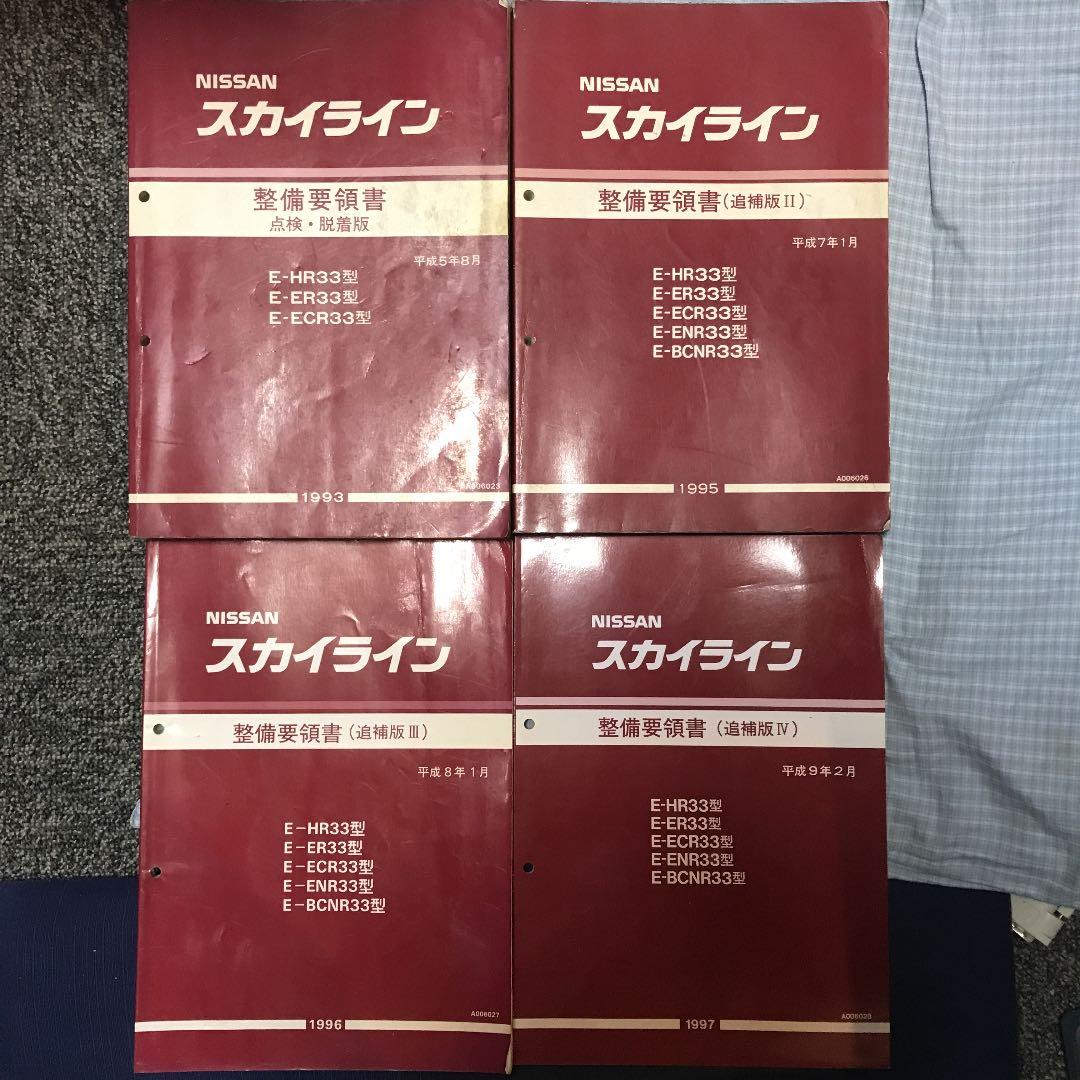 NISSAN
スカイライン
整備要領書
点検・脱着版
平成5年8月
E-HR33型
E-ER33型
E-ECR33型
A006023
1993
NISSAN
スカイライン
整備要領書(追補版II)
平成7年1月
E-HR33型
E-ER33型
E-ECR33型
E-ENR33型
E-BCNR33型
A006026
1995
NISSAN
スカイライン
整備要領書(追補版III)
平成8年1月
E-HR33型
E-ER33型
E-ECR33型
E-ENR33型
E-BCNR33型
A006027
1996
NISSAN
スカイライン
整備要領書(追補版IV)
平成9年2月
E-HR33型
E-ER33型
E-ECR33型
E-ENR33型
E-BCNR33型
A006028
1997